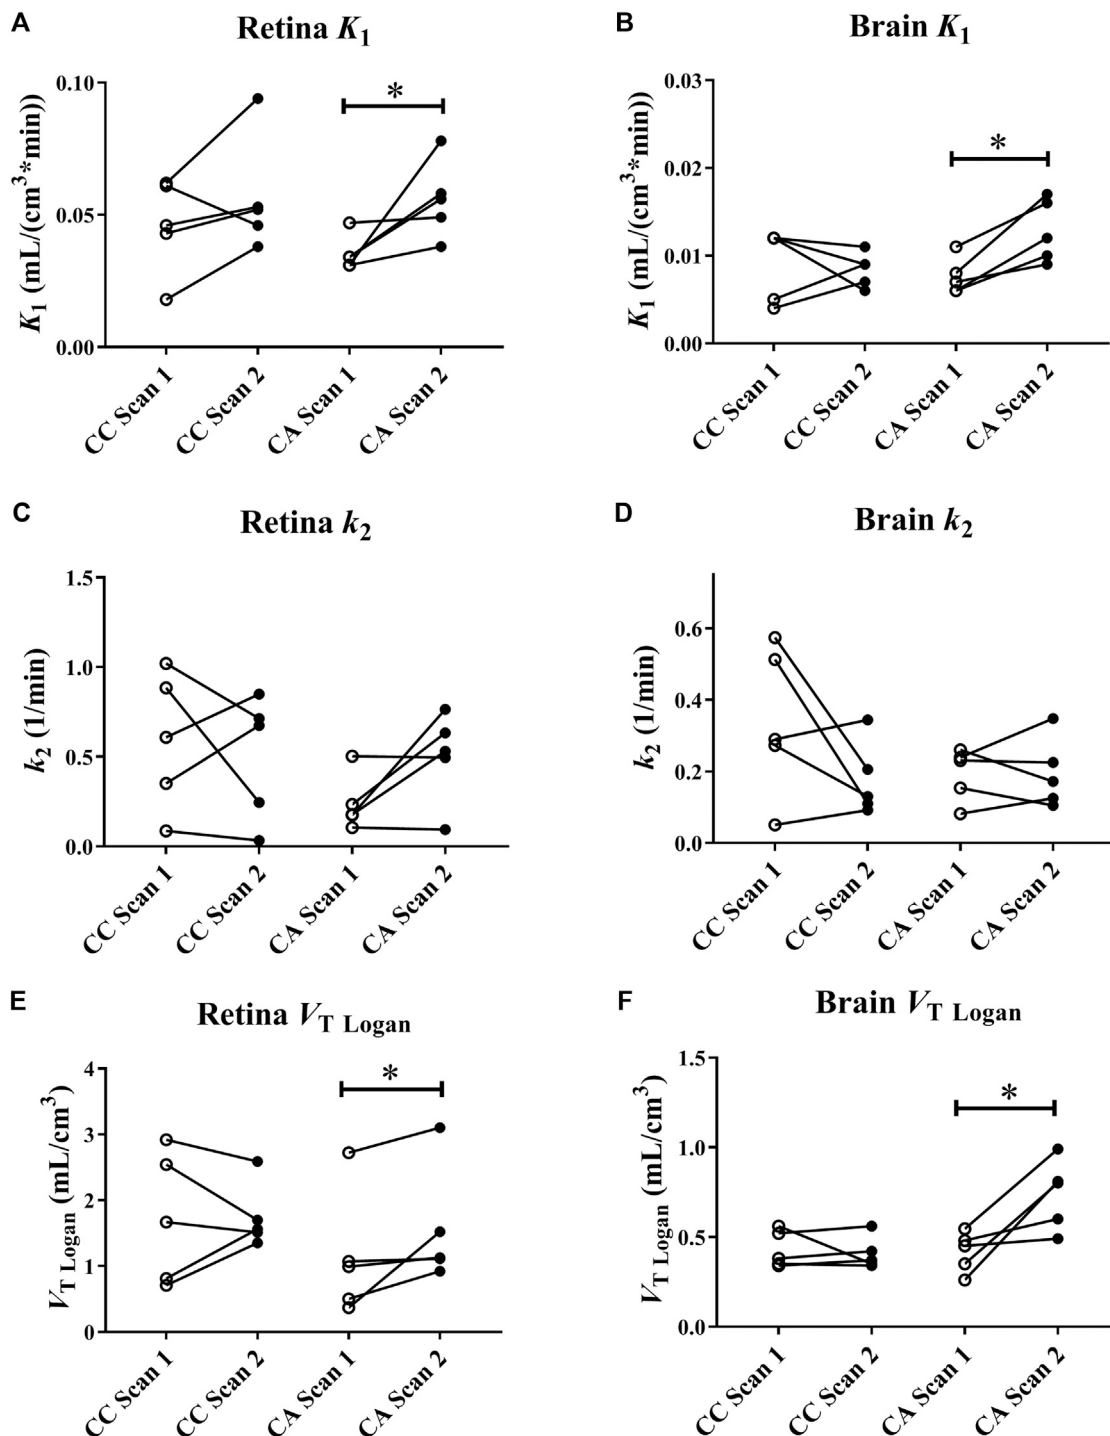 A
Retina K₁
K₁ (mL/(cm³*min))
0.10
0.05
0.00
*
CC Scan 1
CC Scan 2
CA Scan 1
CA Scan 2
B
Brain K₁
K₁ (mL/(cm³*min))
0.03
0.02
0.01
0.00
*
CC Scan 1
CC Scan 2
CA Scan 1
CA Scan 2
C
Retina k₂
k₂ (1/min)
1.5
1.0
0.5
0.0
CC Scan 1
CC Scan 2
CA Scan 1
CA Scan 2
D
Brain k₂
k₂ (1/min)
0.6
0.4
0.2
0.0
CC Scan 1
CC Scan 2
CA Scan 1
CA Scan 2
E
Retina V_T Logan
V_T Logan (mL/cm³)
4
3
2
1
0
*
CC Scan 1
CC Scan 2
CA Scan 1
CA Scan 2
F
Brain V_T Logan
V_T Logan (mL/cm³)
1.5
1.0
0.5
0.0
*
CC Scan 1
CC Scan 2
CA Scan 1
CA Scan 2